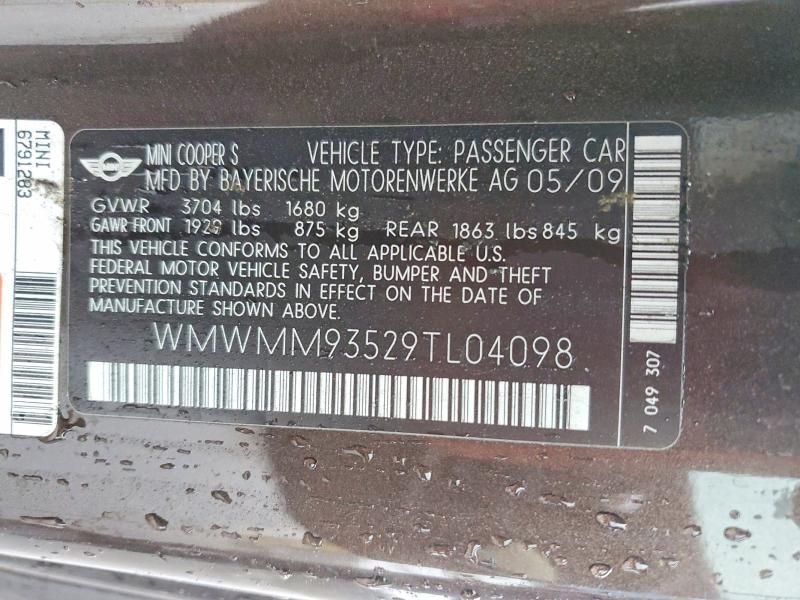 MINI COOPER S VEHICLE TYPE: PASSENGER CAR
MFD BY BAYERISCHE MOTORENWERKE AG 05/09
GVWR 3704 lbs 1680 kg
GAWR FRONT 1929 lbs 875 kg REAR 1863 lbs 845 kg
THIS VEHICLE CONFORMS TO ALL APPLICABLE U.S.
FEDERAL MOTOR VEHICLE SAFETY, BUMPER AND THEFT
PREVENTION STANDARDS IN EFFECT ON THE DATE OF
MANUFACTURE SHOWN ABOVE
WMWMM93529TL04098
7 049 307
MINI
6791283